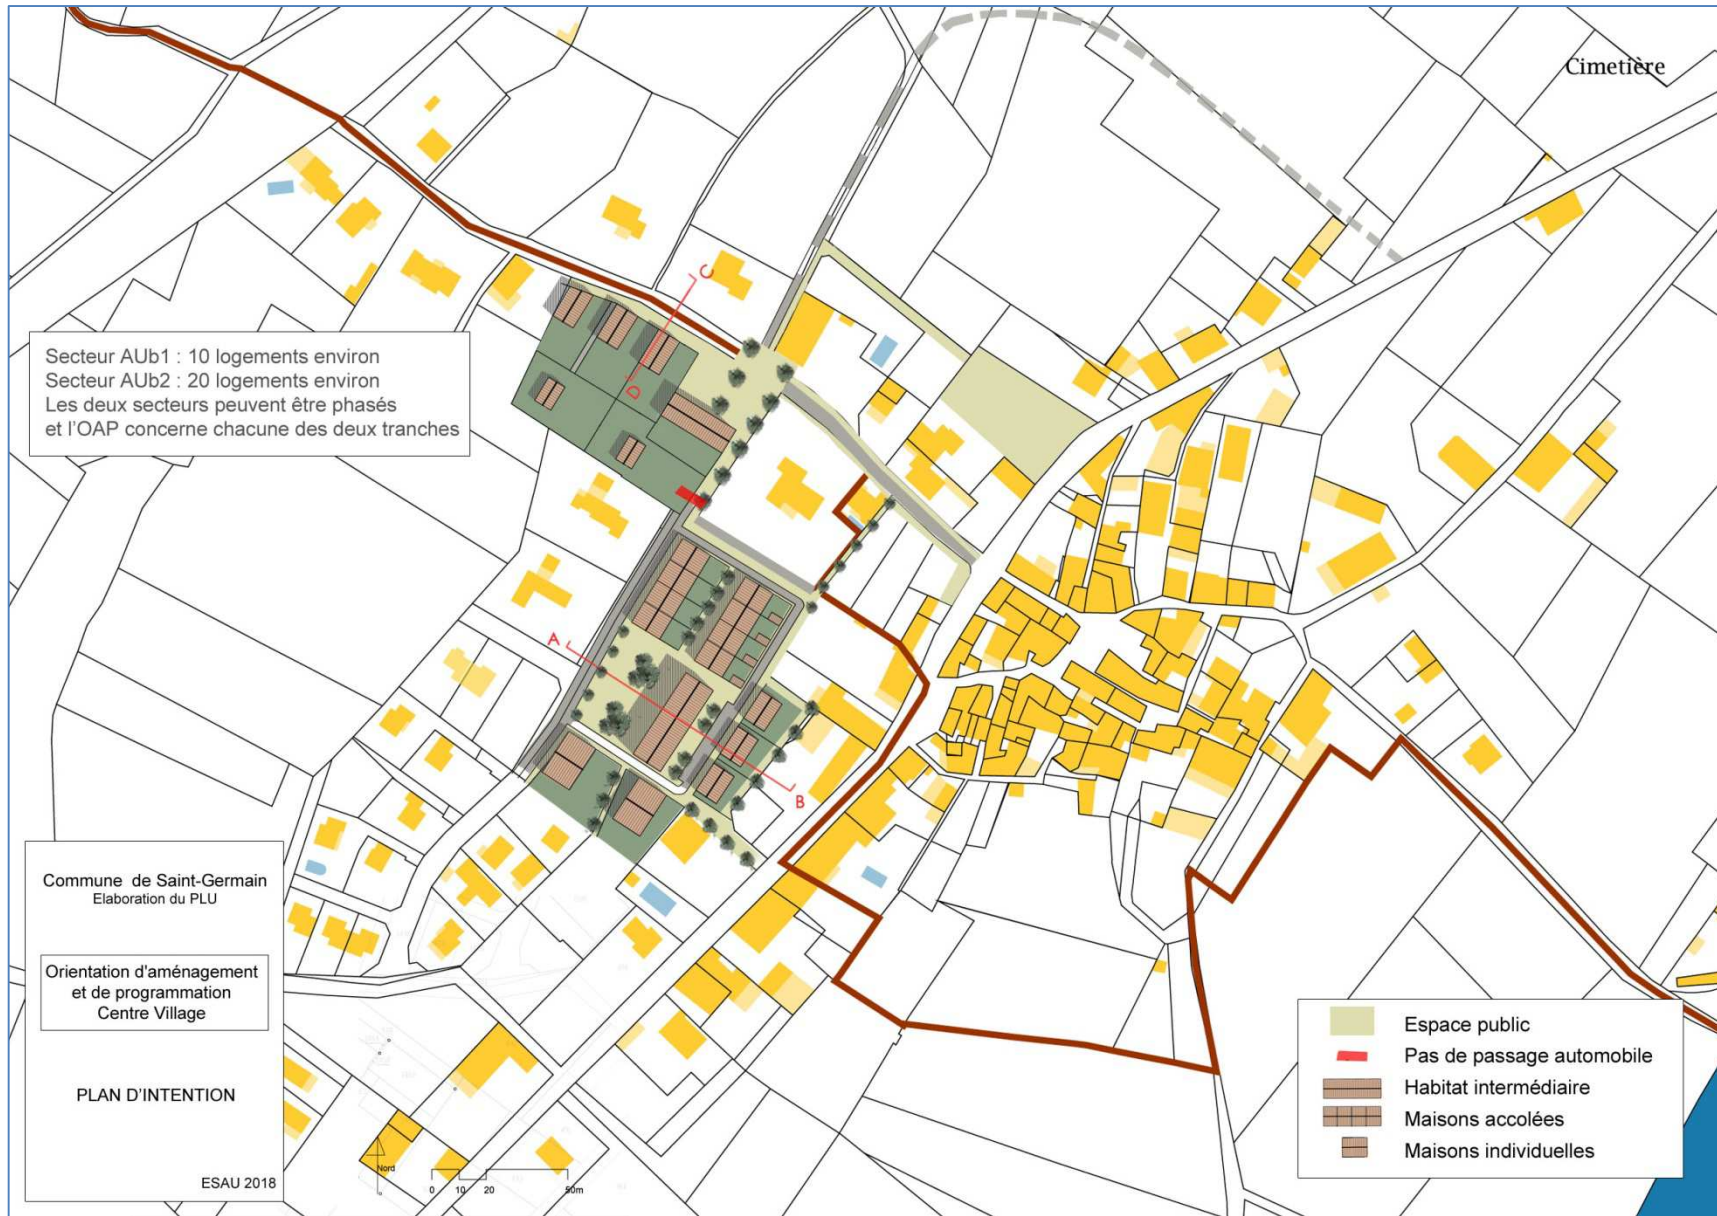 Cimetière
C
D
Secteur AUb1 : 10 logements environ
Secteur AUb2 : 20 logements environ
Les deux secteurs peuvent être phasés
et l'OAP concerne chacune des deux tranches
A
B
Commune de Saint-Germain
Elaboration du PLU
Orientation d'aménagement
et de programmation
Centre Village
PLAN D'INTENTION
ESAU 2018
Nord
0 10 20 50m
Espace public
Pas de passage automobile
Habitat intermédiaire
Maisons accolées
Maisons individuelles